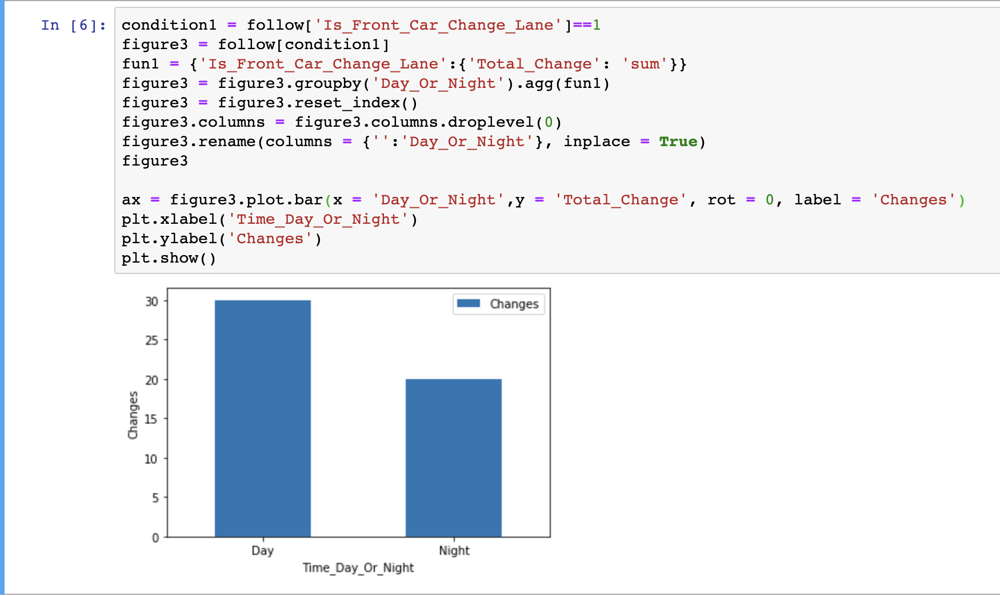 In [6]: condition1 = follow['Is_Front_Car_Change_Lane']==1
figure3 = follow[condition1]
fun1 = {'Is_Front_Car_Change_Lane':{'Total_Change': 'sum'}}
figure3 = figure3.groupby('Day_Or_Night').agg(fun1)
figure3 = figure3.reset_index()
figure3.columns = figure3.columns.droplevel(0)
figure3.rename(columns = {'':'Day_Or_Night'}, inplace = True)
figure3

ax = figure3.plot.bar(x = 'Day_Or_Night',y = 'Total_Change', rot = 0, label = 'Changes')
plt.xlabel('Time_Day_Or_Night')
plt.ylabel('Changes')
plt.show()
30
25
20
15
10
5
0
Changes
Changes
Day Night
Time_Day_Or_Night